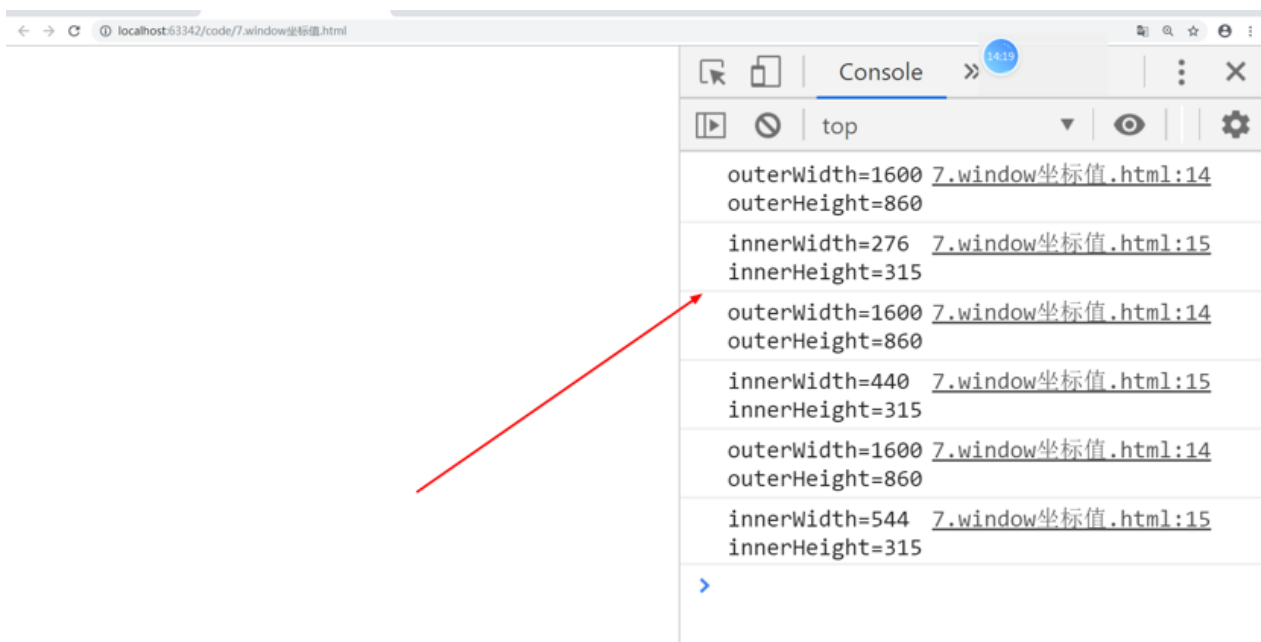 localhost:63342/code/7.window坐标值.html
14:19
Console
top
outerWidth=1600 7.window坐标值.html:14
outerHeight=860
innerWidth=276 7.window坐标值.html:15
innerHeight=315
outerWidth=1600 7.window坐标值.html:14
outerHeight=860
innerWidth=440 7.window坐标值.html:15
innerHeight=315
outerWidth=1600 7.window坐标值.html:14
outerHeight=860
innerWidth=544 7.window坐标值.html:15
innerHeight=315